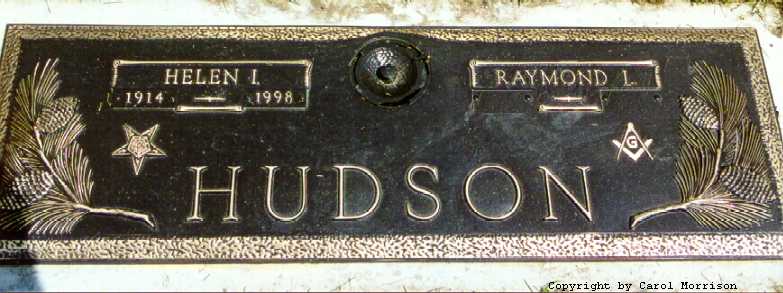 HELEN I.
1914 1998
RAYMOND L.
G
HUDSON
Copyright by Carol Morrison